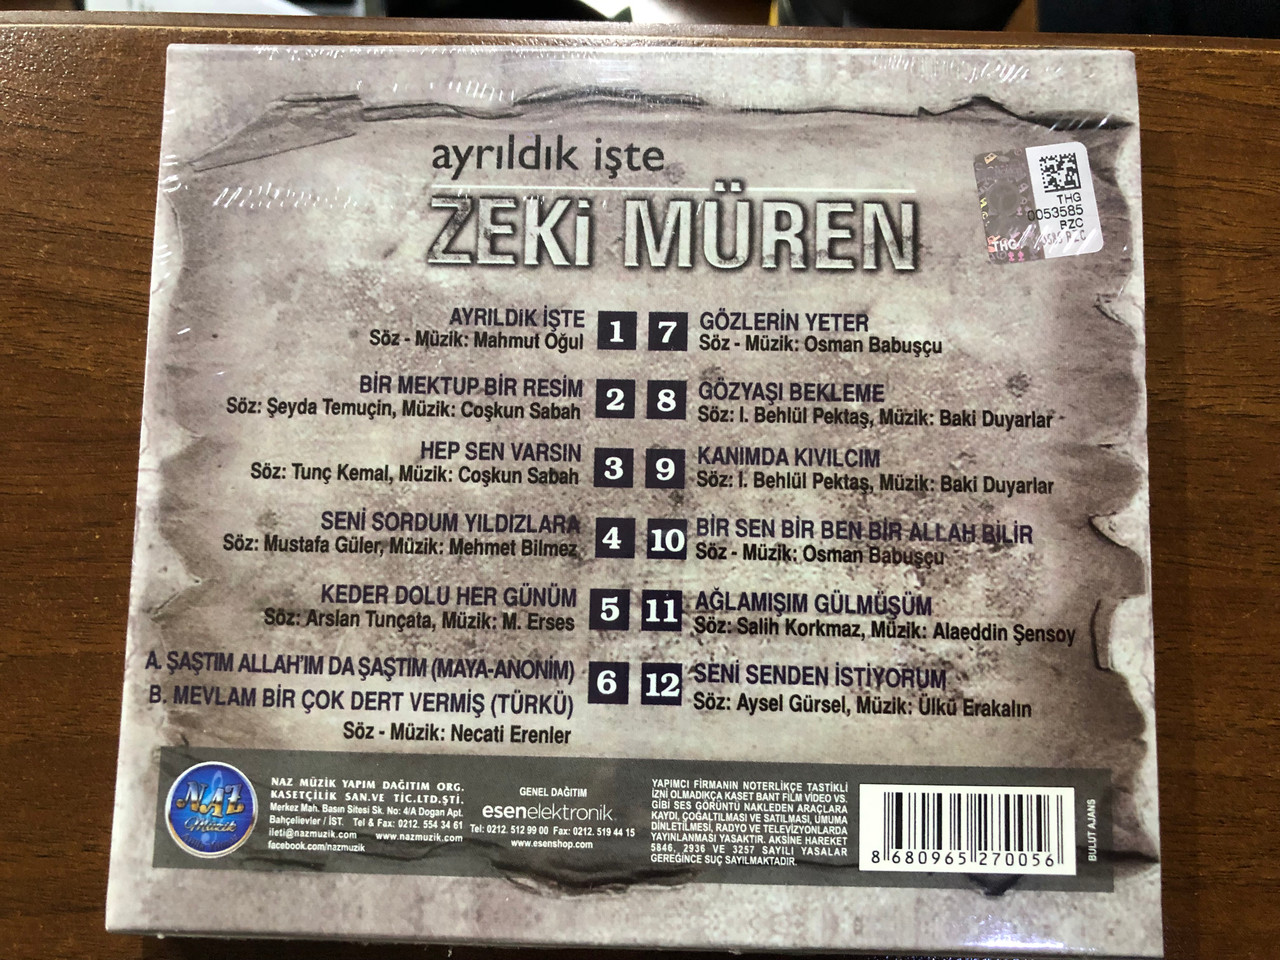 ayrıldık işte
ZEKi MÜREN
THG
0053585
PZC
THG
AYRILDIK İŞTE 1
Söz - Müzik: Mahmut Oğul
BİR MEKTUP BİR RESİM 2
Söz: Şeyda Temuçin, Müzik: Coşkun Sabah
HEP SEN VARSIN 3
Söz: Tunç Kemal, Müzik: Coşkun Sabah
SENİ SORDUM YILDIZLARA 4
Söz: Mustafa Güler, Müzik: Mehmet Bilmez
KEDER DOLU HER GÜNÜM 5
Söz: Arslan Tunçata, Müzik: M. Erses
A. ŞAŞTIM ALLAH'IM DA ŞAŞTIM (MAYA-ANONİM) 6
B. MEVLAM BİR ÇOK DERT VERMİŞ (TÜRKÜ)
Söz - Müzik: Necati Erenler
7 GÖZLERİN YETER
Söz - Müzik: Osman Babuşçu
8 GÖZYAŞI BEKLEME
Söz: I. Behlül Pektaş, Müzik: Baki Duyarlar
9 KANIMDA KIVILCIM
Söz: I. Behlül Pektaş, Müzik: Baki Duyarlar
10 BİR SEN BİR BEN BİR ALLAH BİLİR
Söz - Müzik: Osman Babuşçu
11 AĞLAMIŞIM GÜLMÜŞÜM
Söz: Salih Korkmaz, Müzik: Alaeddin Şensoy
12 SENİ SENDEN İSTİYORUM
Söz: Aysel Gürsel, Müzik: Ülkü Erakalın
NAZ
Müzik
NAZ MÜZİK YAPIM DAĞITIM ORG.
KASETÇİLİK SAN.VE TİC.LTD.ŞTİ.
Merkez Mah. Basın Sitesi Sk. No: 4/A Dogan Apt.
Bahçelievler / İST. Tel & Fax: 0212. 554 34 61
ileti@nazmuzik.com www.nazmuzik.com
facebook.com/nazmuzik
GENEL DAĞITIM
esenelektronik
Tel: 0212. 512 99 00 Fax: 0212. 519 44 15
www.esenshop.com
YAPIMCI FİRMANIN NOTERLİKÇE TASTİKLİ
İZNİ OLMADIKÇA KASET BANT FİLM VİDEO VS.
GİBİ SES GÖRÜNTÜ NAKLEDEN ARAÇLARA
KAYDI, ÇOĞALTILMASI VE SATILMASI, UMUMA
DİNLETİLMESİ, RADYO VE TELEVİZYONLARDA
YAYINLANMASI YASAKTIR. AKSİNE HAREKET
5846, 2936 VE 3257 SAYILI YASALAR
GEREĞİNCE SUÇ SAYILMAKTADIR.
8 680965 270056
BULUT AJANS